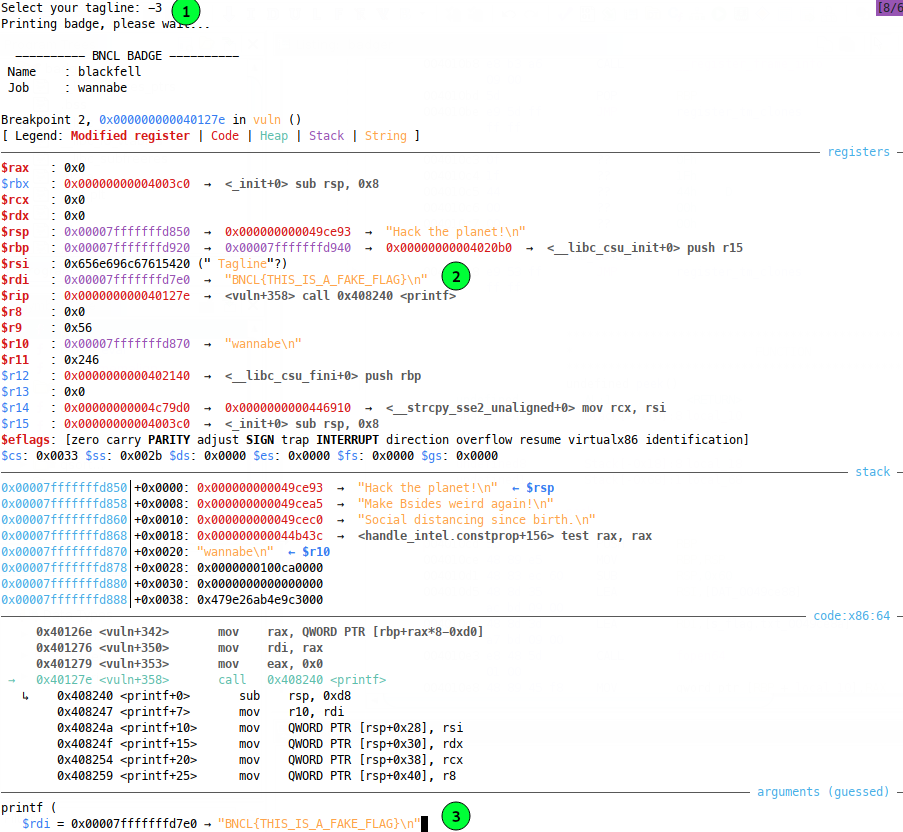 Select your tagline: −3 1 [8/6
Printing badge, please wait...
−−−−−−−−−− BNCL BADGE −−−−−−−−−−
Name : blackfell
Job : wannabe
Breakpoint 2, 0x000000000040127e in vuln ()
[ Legend: Modified register | Code | Heap | Stack | String ]
registers
$rax : 0x0
$rbx : 0x00000000004003c0 → <_init+0> sub rsp, 0x8
$rcx : 0x0
$rdx : 0x0
$rsp : 0x00007fffffffd850 → 0x000000000049ce93 → "Hack the planet!\n"
$rbp : 0x00007fffffffd920 → 0x00007fffffffd940 → 0x00000000004020b0 → <__libc_csu_init+0> push r15
$rsi : 0x656e696c67615420 (" Tagline"?)
$rdi : 0x00007fffffffd7e0 → "BNCL{THIS_IS_A_FAKE_FLAG}\n" 2
$rip : 0x000000000040127e → <vuln+358> call 0x408240 <printf>
$r8 : 0x0
$r9 : 0x56
$r10 : 0x00007fffffffd870 → "wannabe\n"
$r11 : 0x246
$r12 : 0x0000000000402140 → <__libc_csu_fini+0> push rbp
$r13 : 0x0
$r14 : 0x00000000004c79d0 → 0x0000000000446910 → <__strcpy_sse2_unaligned+0> mov rcx, rsi
$r15 : 0x00000000004003c0 → <_init+0> sub rsp, 0x8
$eflags: [zero carry PARITY adjust SIGN trap INTERRUPT direction overflow resume virtualx86 identification]
$cs: 0x0033 $ss: 0x002b $ds: 0x0000 $es: 0x0000 $fs: 0x0000 $gs: 0x0000
stack
0x00007fffffffd850│+0x0000: 0x000000000049ce93 → "Hack the planet!\n" ← $rsp
0x00007fffffffd858│+0x0008: 0x000000000049cea5 → "Make Bsides weird again!\n"
0x00007fffffffd860│+0x0010: 0x000000000049cec0 → "Social distancing since birth.\n"
0x00007fffffffd868│+0x0018: 0x000000000044b43c → <handle_intel.constprop+156> test rax, rax
0x00007fffffffd870│+0x0020: "wannabe\n" ← $r10
0x00007fffffffd878│+0x0028: 0x0000000100ca0000
0x00007fffffffd880│+0x0030: 0x0000000000000000
0x00007fffffffd888│+0x0038: 0x479e26ab4e9c3000
code:x86:64
0x40126e <vuln+342> mov rax, QWORD PTR [rbp+rax*8−0xd0]
0x401276 <vuln+350> mov rdi, rax
0x401279 <vuln+353> mov eax, 0x0
→ 0x40127e <vuln+358> call 0x408240 <printf>
↳ 0x408240 <printf+0> sub rsp, 0xd8
0x408247 <printf+7> mov r10, rdi
0x40824a <printf+10> mov QWORD PTR [rsp+0x28], rsi
0x40824f <printf+15> mov QWORD PTR [rsp+0x30], rdx
0x408254 <printf+20> mov QWORD PTR [rsp+0x38], rcx
0x408259 <printf+25> mov QWORD PTR [rsp+0x40], r8
arguments (guessed)
printf (
$rdi = 0x00007fffffffd7e0 → "BNCL{THIS_IS_A_FAKE_FLAG}\n" 3